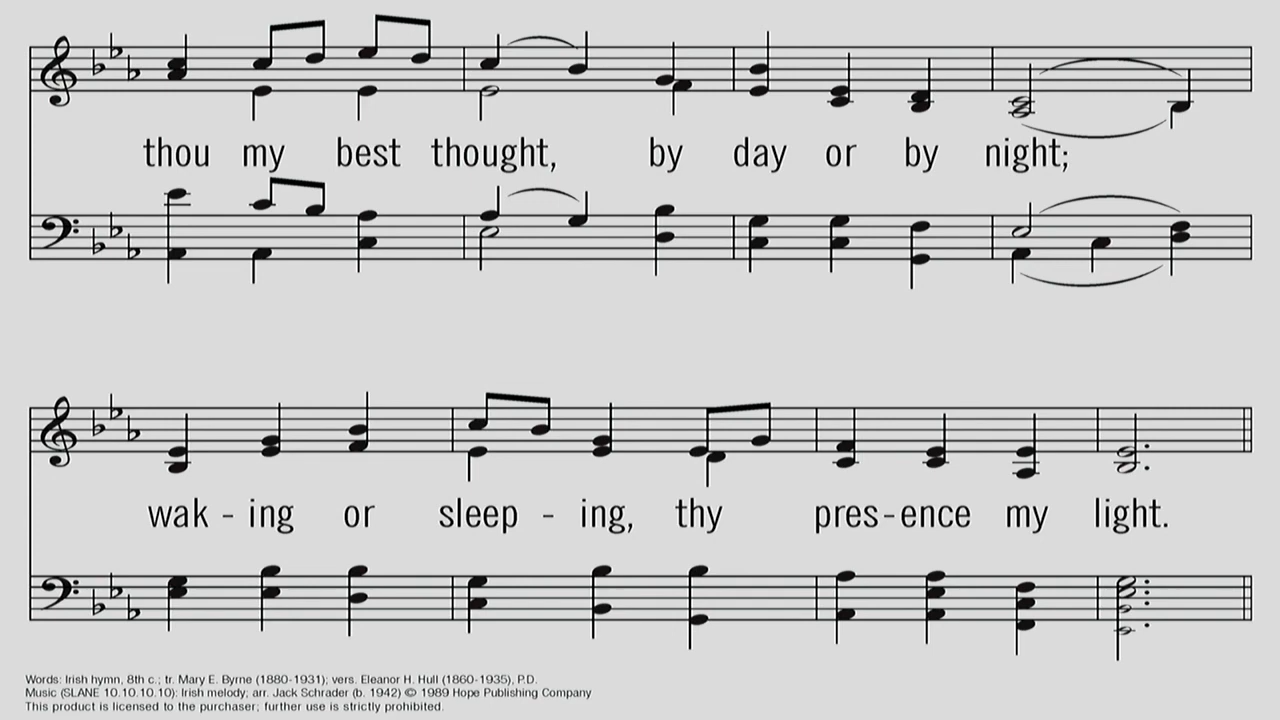 thou my best thought, by day or by night;
wak - ing or sleep - ing, thy pres - ence my light.
Words: Irish hymn, 8th c.; tr. Mary E. Byrne (1880-1931); vers. Eleanor H. Hull (1860-1935), P.D.
Music (SLANE 10.10.10.10): Irish melody; arr. Jack Schrader (b. 1942) © 1989 Hope Publishing Company
This product is licensed to the purchaser; further use is strictly prohibited.